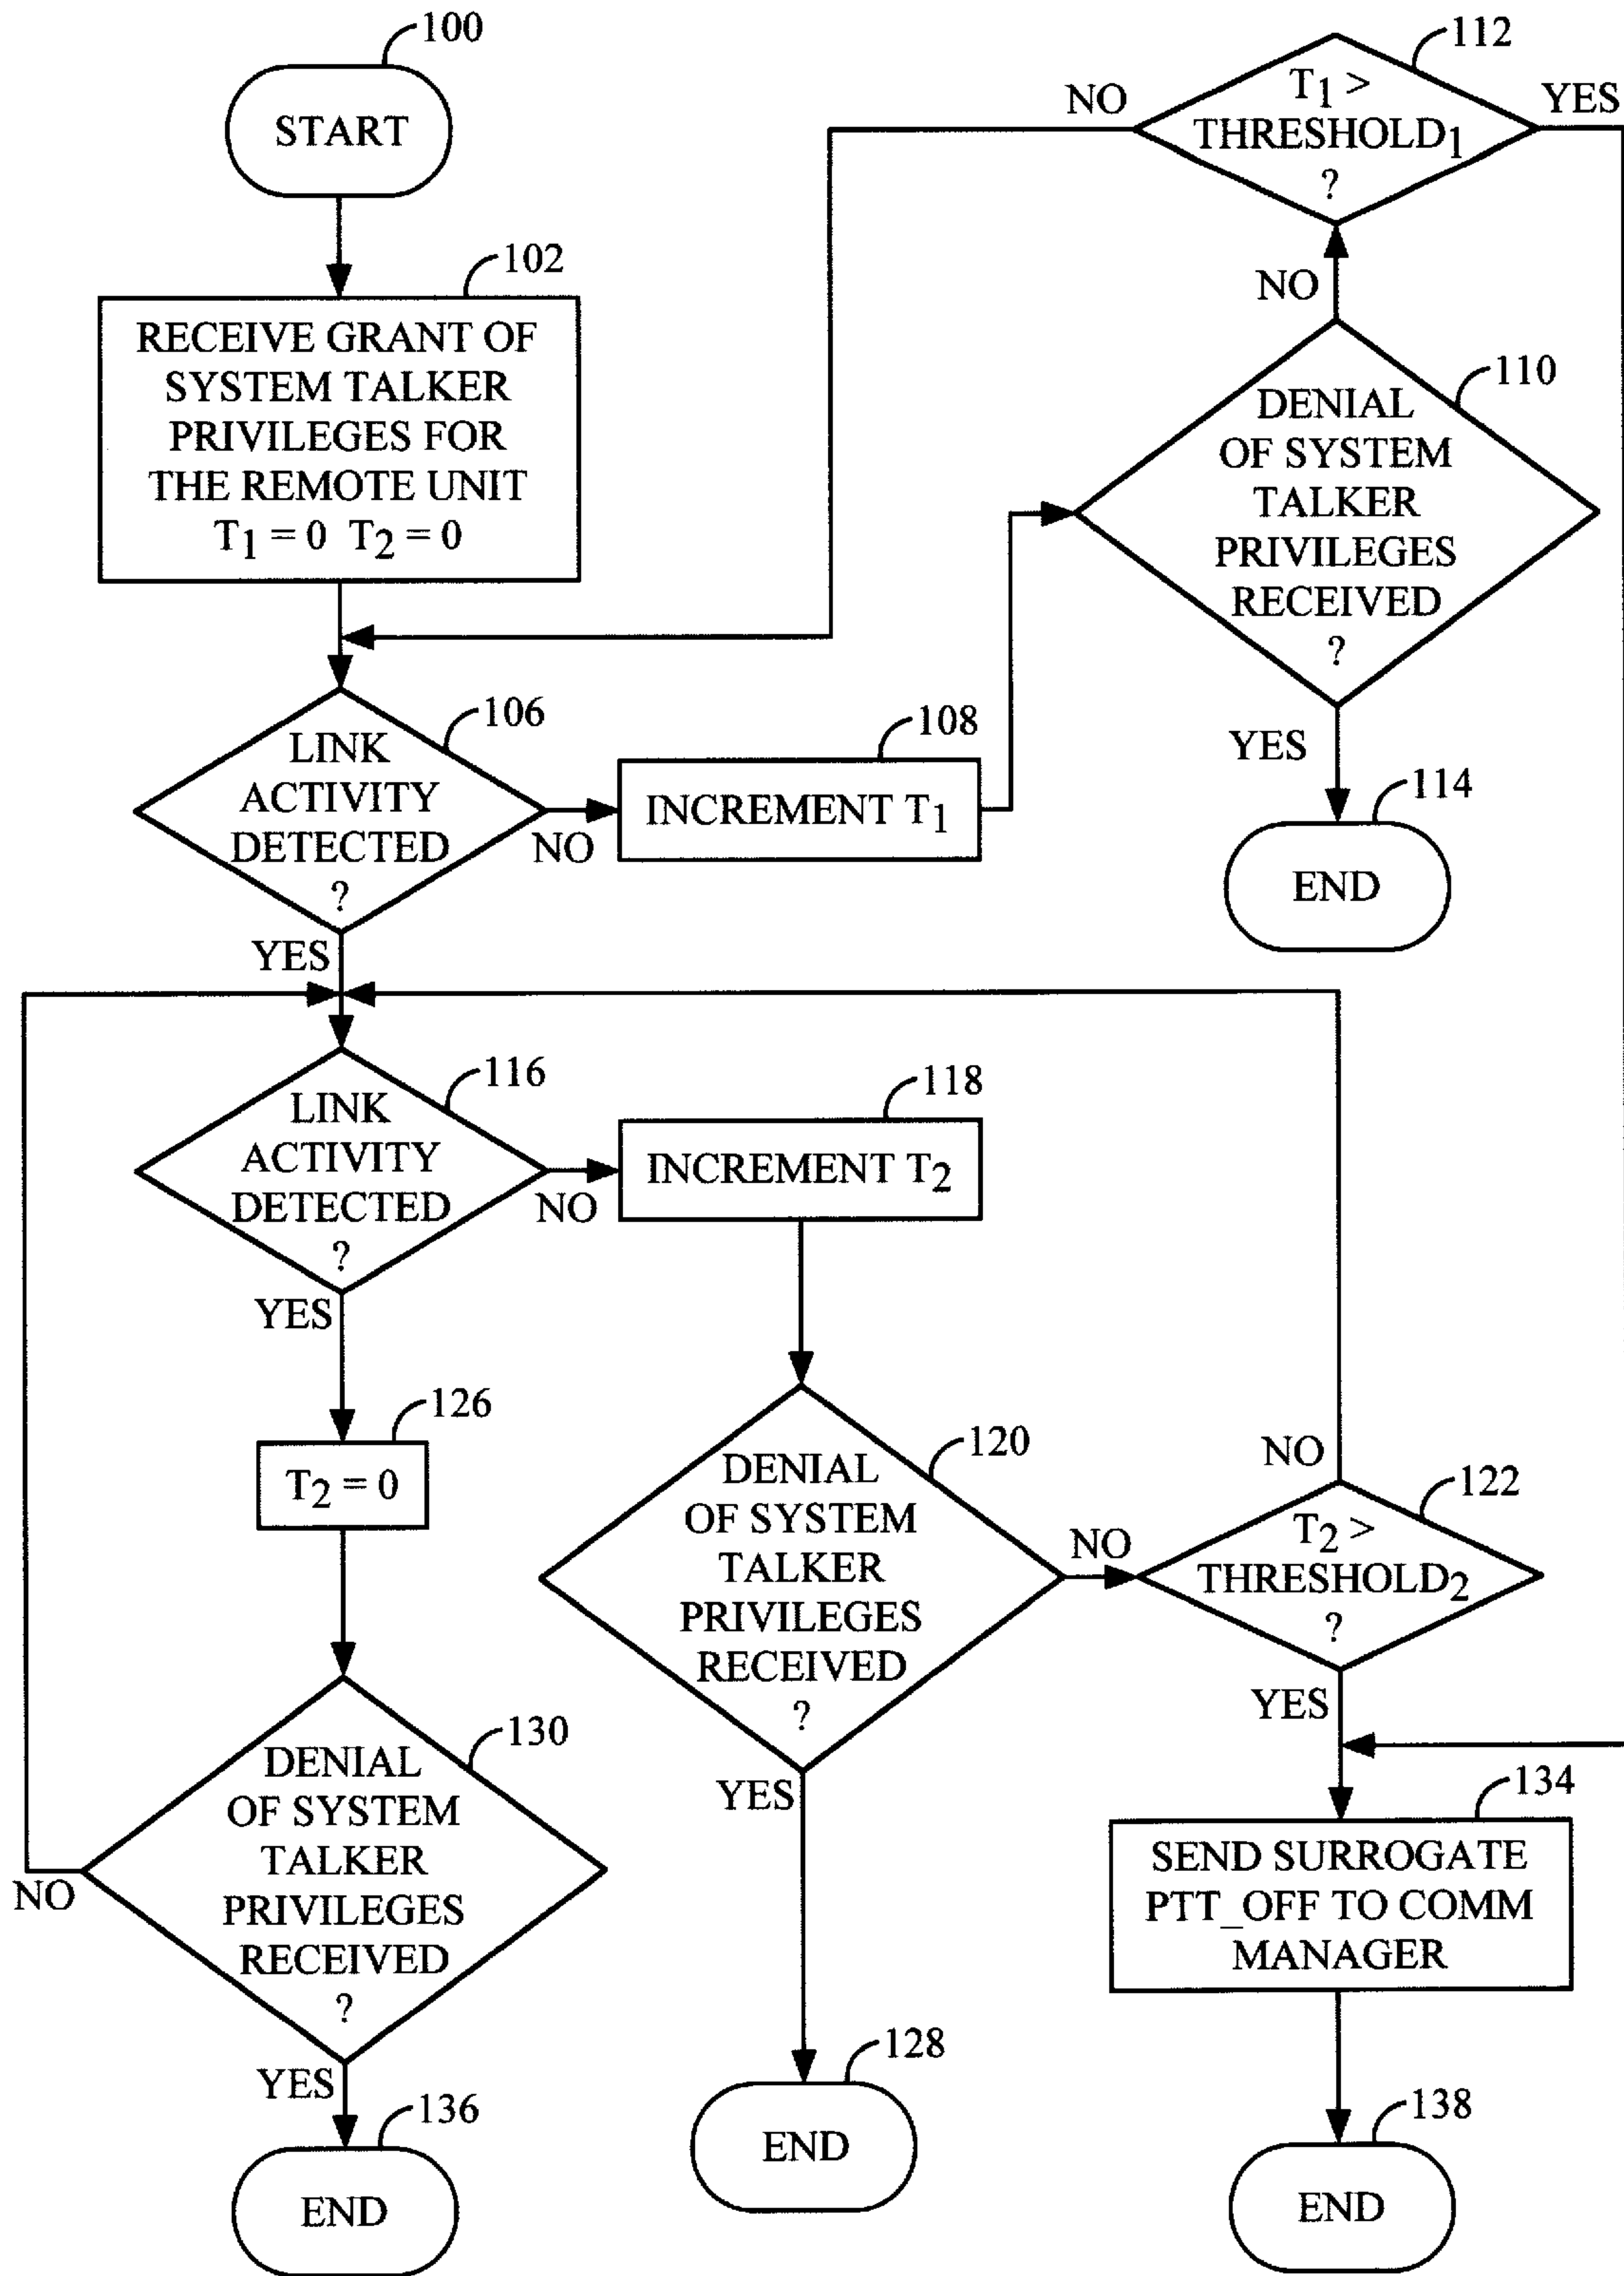 100
START
102
RECEIVE GRANT OF
SYSTEM TALKER
PRIVILEGES FOR
THE REMOTE UNIT
T1 = 0 T2 = 0
112
T1 >
THRESHOLD1
?
NO
YES
NO
110
DENIAL
OF SYSTEM
TALKER
PRIVILEGES
RECEIVED
?
YES
114
END
106
LINK
ACTIVITY
DETECTED
?
NO
YES
108
INCREMENT T1
116
LINK
ACTIVITY
DETECTED
?
NO
YES
118
INCREMENT T2
126
T2 = 0
120
DENIAL
OF SYSTEM
TALKER
PRIVILEGES
RECEIVED
?
NO
YES
122
T2 >
THRESHOLD2
?
NO
YES
130
DENIAL
OF SYSTEM
TALKER
PRIVILEGES
RECEIVED
?
NO
YES
134
SEND SURROGATE
PTT_OFF TO COMM
MANAGER
136
END
128
END
138
END